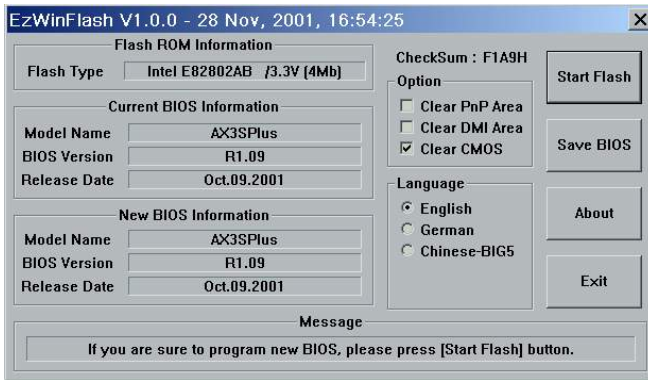 EzWinFlash V1.0.0 - 28 Nov, 2001, 16:54:25
Flash ROM Information
Flash Type Intel E82802AB /3.3V (4Mb)
Current BIOS Information
Model Name AX3SPlus
BIOS Version R1.09
Release Date Oct.09.2001
New BIOS Information
Model Name AX3SPlus
BIOS Version R1.09
Release Date Oct.09.2001
CheckSum : F1A9H
Option
Clear PnP Area
Clear DMI Area
Clear CMOS
Language
English
German
Chinese-BIG5
Start Flash
Save BIOS
About
Exit
Message
If you are sure to program new BIOS, please press [Start Flash] button.